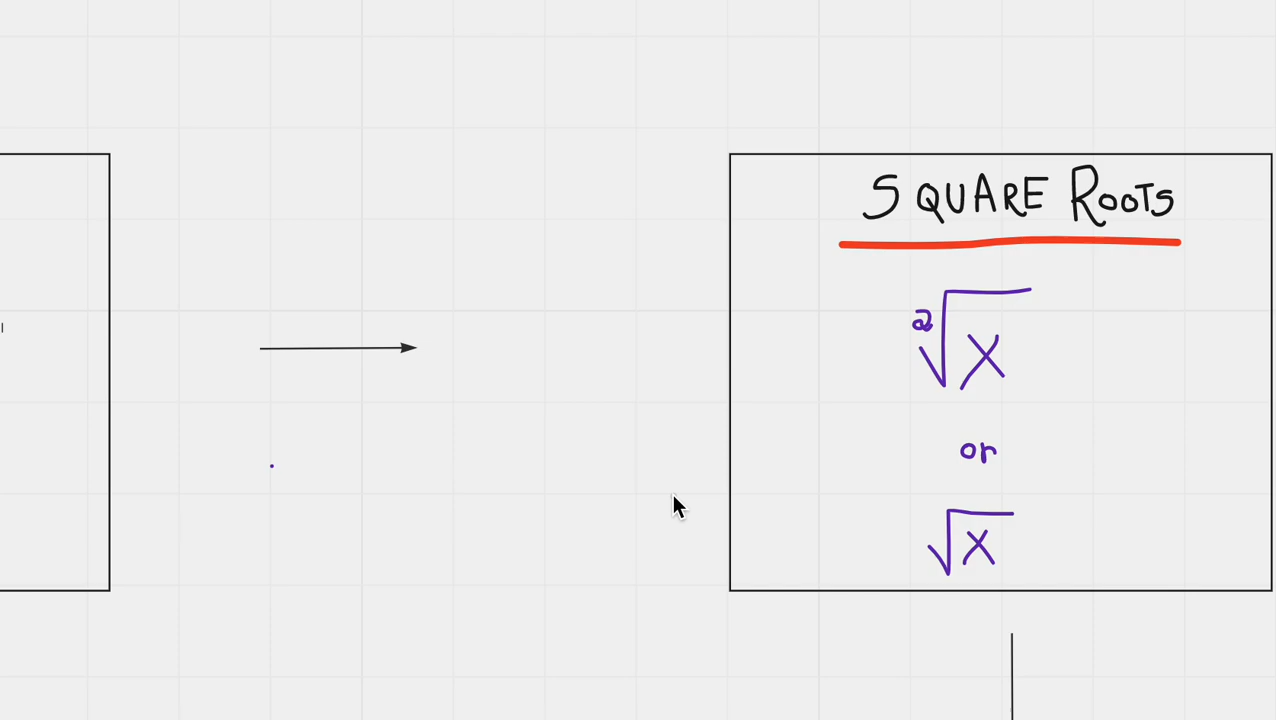 SQUARE ROOTS
²√X
or
√X